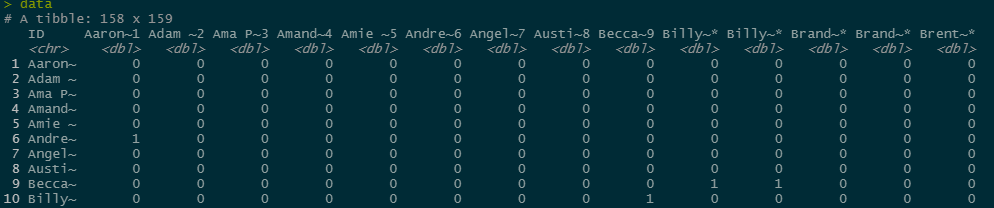 > data
# A tibble: 158 x 159
ID Aaron~1 Adam ~2 Ama P~3 Amand~4 Amie ~5 Andre~6 Angel~7 Austi~8 Becca~9 Billy~* Billy~* Brand~* Brand~* Brent~*
<chr> <dbl> <dbl> <dbl> <dbl> <dbl> <dbl> <dbl> <dbl> <dbl> <dbl> <dbl> <dbl> <dbl> <dbl>
1 Aaron~ 0 0 0 0 0 0 0 0 0 0 0 0 0 0
2 Adam ~ 0 0 0 0 0 0 0 0 0 0 0 0 0 0
3 Ama P~ 0 0 0 0 0 0 0 0 0 0 0 0 0 0
4 Amand~ 0 0 0 0 0 0 0 0 0 0 0 0 0 0
5 Amie ~ 0 0 0 0 0 0 0 0 0 0 0 0 0 0
6 Andre~ 1 0 0 0 0 0 0 0 0 0 0 0 0 0
7 Angel~ 0 0 0 0 0 0 0 0 0 0 0 0 0 0
8 Austi~ 0 0 0 0 0 0 0 0 0 0 0 0 0 0
9 Becca~ 0 0 0 0 0 0 0 0 0 1 1 0 0 0
10 Billy~ 0 0 0 0 0 0 0 0 1 0 0 0 0 0